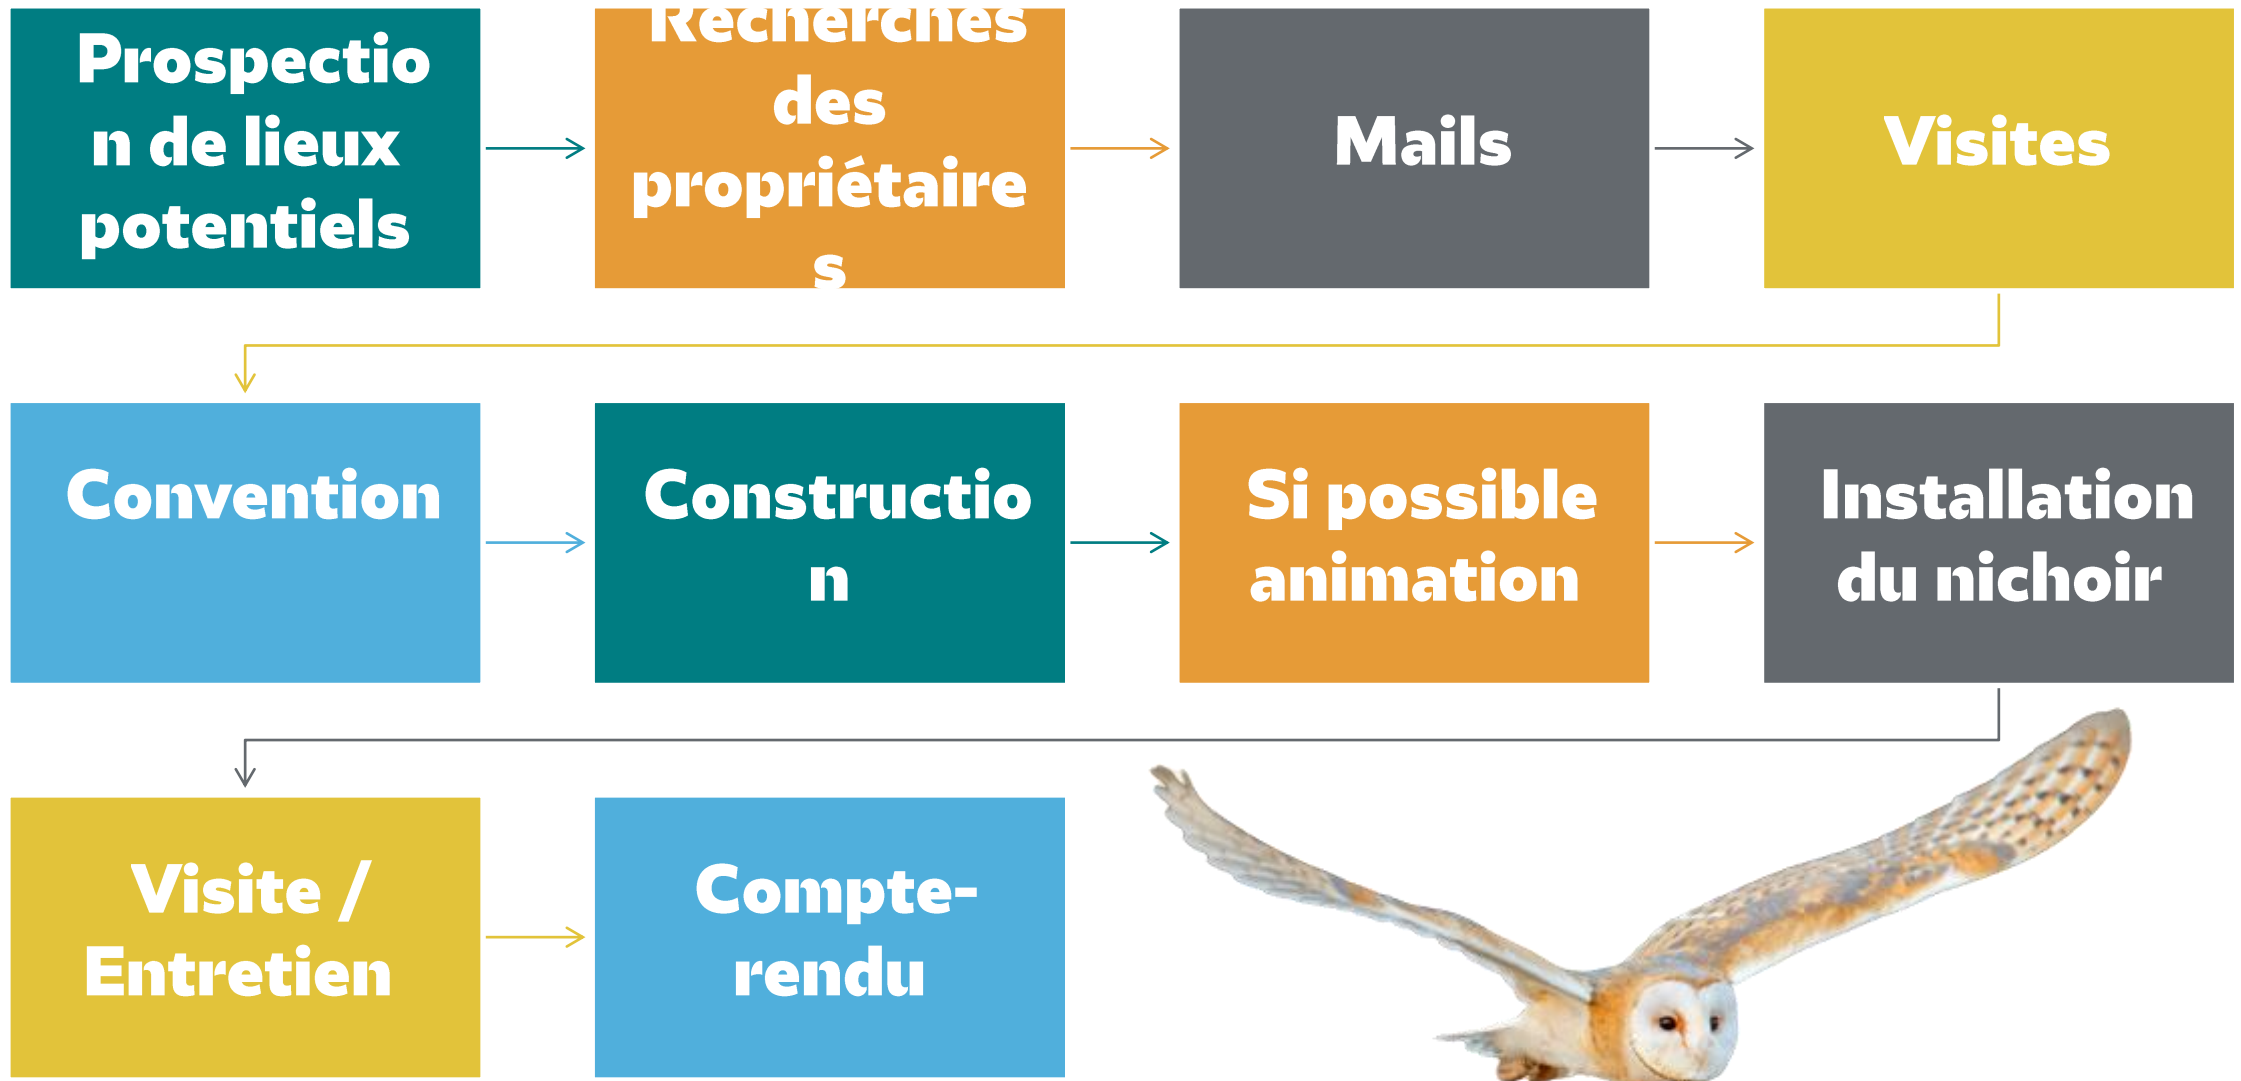 Prospectio
n de lieux
potentiels
Recherches
des
propriétaire
s
Mails
Visites
Convention
Constructio
n
Si possible
animation
Installation
du nichoir
Visite /
Entretien
Compte-
rendu